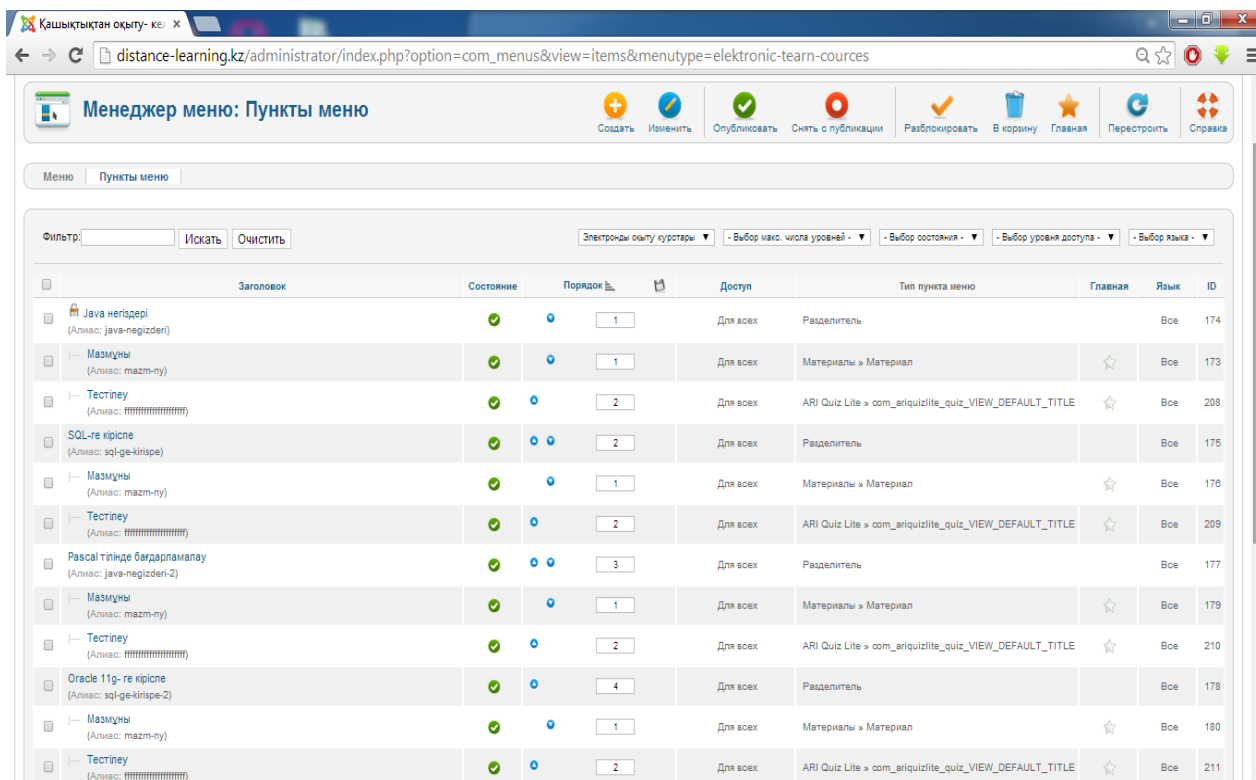 Қашықтықтан оқыту- кел x
distance-learning.kz/administrator/index.php?option=com_menus&view=items&menutype=elektronic-tearn-cources
Менеджер меню: Пункты меню
Создать Изменить Опубликовать Снять с публикации Разблокировать В корзину Главная Перестроить Справка
Меню Пункты меню
Фильтр: Искать Очистить Электронды оқыту курстары ▼ - Выбор макс. числа уровней - ▼ - Выбор состояния - ▼ - Выбор уровня доступа - ▼ - Выбор языка - ▼
Заголовок Состояние Порядок Доступ Тип пункта меню Главная Язык ID
Java негіздері 1 Для всех Разделитель Все 174
(Алиас: java-negizderi)
Мазмұны 1 Для всех Материалы » Материал Все 173
(Алиас: mazm-ny)
Тестілеу 2 Для всех ARI Quiz Lite » com_ariquizlite_quiz_VIEW_DEFAULT_TITLE Все 208
(Алиас: ffffffffffffffffffffff)
SQL-ге кіріспе 2 Для всех Разделитель Все 175
(Алиас: sql-ge-kirispe)
Мазмұны 1 Для всех Материалы » Материал Все 176
(Алиас: mazm-ny)
Тестілеу 2 Для всех ARI Quiz Lite » com_ariquizlite_quiz_VIEW_DEFAULT_TITLE Все 209
(Алиас: ffffffffffffffffffffff)
Pascal тілінде бағдарламалау 3 Для всех Разделитель Все 177
(Алиас: java-negizderi-2)
Мазмұны 1 Для всех Материалы » Материал Все 179
(Алиас: mazm-ny)
Тестілеу 2 Для всех ARI Quiz Lite » com_ariquizlite_quiz_VIEW_DEFAULT_TITLE Все 210
(Алиас: ffffffffffffffffffffff)
Oracle 11g- ге кіріспе 4 Для всех Разделитель Все 178
(Алиас: sql-ge-kirispe-2)
Мазмұны 1 Для всех Материалы » Материал Все 180
(Алиас: mazm-ny)
Тестілеу 2 Для всех ARI Quiz Lite » com_ariquizlite_quiz_VIEW_DEFAULT_TITLE Все 211
(Алиас: ffffffffffffffffffffff)